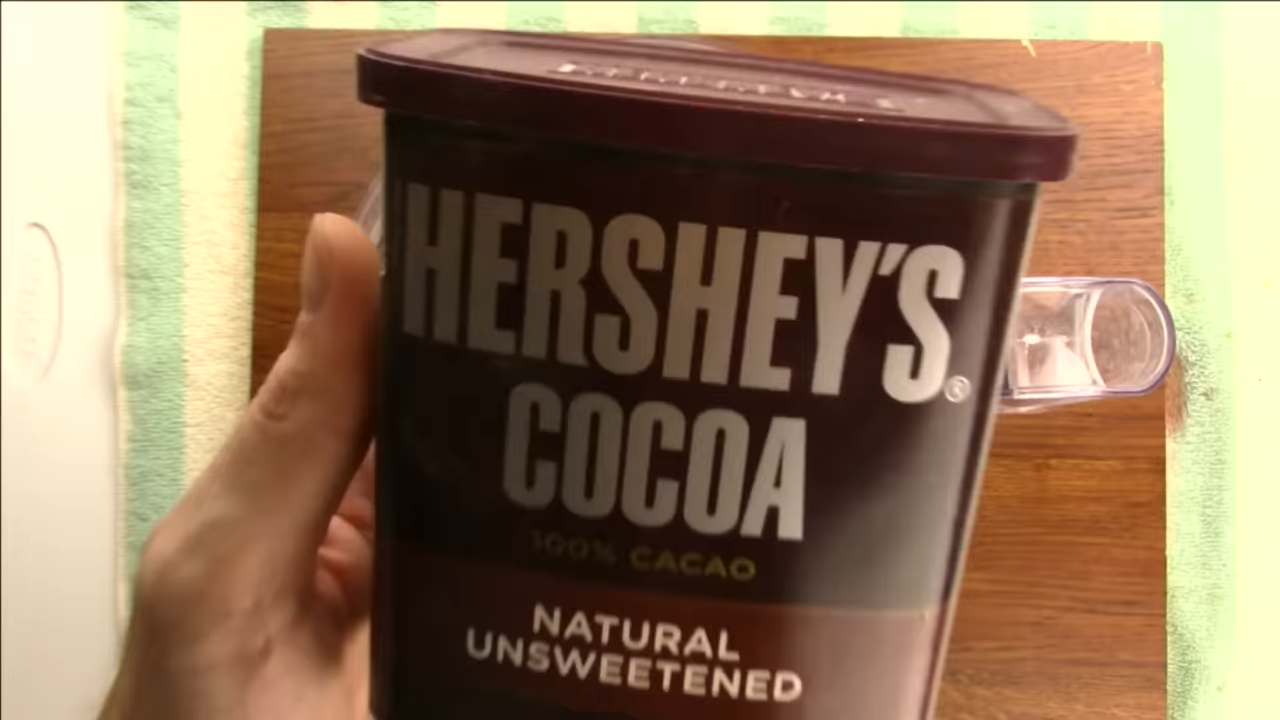 HERSHEY'S®
COCOA
100% CACAO
NATURAL
UNSWEETENED